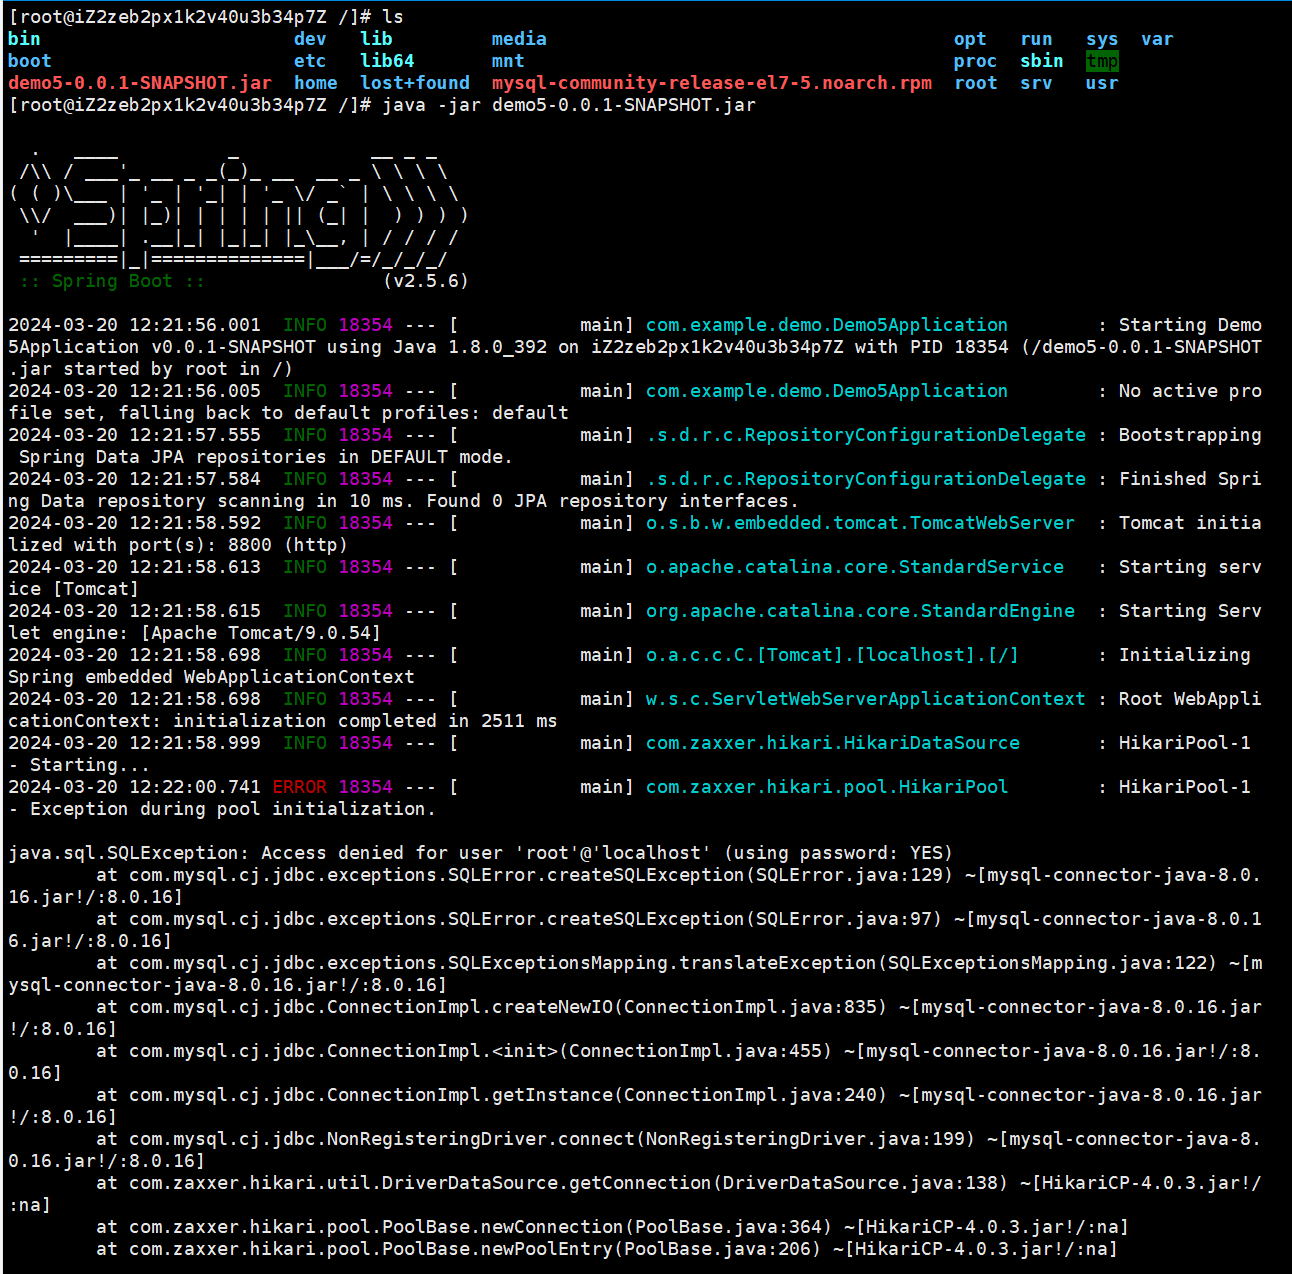 [root@iZ2zeb2px1k2v40u3b34p7Z /]# ls
bin                       dev   lib         media                                     opt   run   sys  var
boot                      etc   lib64       mnt                                       proc  sbin  tmp
demo5-0.0.1-SNAPSHOT.jar  home  lost+found  mysql-community-release-el7-5.noarch.rpm  root  srv   usr
[root@iZ2zeb2px1k2v40u3b34p7Z /]# java -jar demo5-0.0.1-SNAPSHOT.jar

  .   ____          _            __ _ _
 /\\ / ___'_ __ _ _(_)_ __  __ _ \ \ \ \
( ( )\___ | '_ | '_| | '_ \/ _` | \ \ \ \
 \\/  ___)| |_)| | | | | || (_| |  ) ) ) )
  '  |____| .__|_| |_|_| |_\__, | / / / /
 =========|_|==============|___/=/_/_/_/
 :: Spring Boot ::                (v2.5.6)

2024-03-20 12:21:56.001  INFO 18354 --- [           main] com.example.demo.Demo5Application        : Starting Demo
5Application v0.0.1-SNAPSHOT using Java 1.8.0_392 on iZ2zeb2px1k2v40u3b34p7Z with PID 18354 (/demo5-0.0.1-SNAPSHOT
.jar started by root in /)
2024-03-20 12:21:56.005  INFO 18354 --- [           main] com.example.demo.Demo5Application        : No active pro
file set, falling back to default profiles: default
2024-03-20 12:21:57.555  INFO 18354 --- [           main] .s.d.r.c.RepositoryConfigurationDelegate : Bootstrapping
 Spring Data JPA repositories in DEFAULT mode.
2024-03-20 12:21:57.584  INFO 18354 --- [           main] .s.d.r.c.RepositoryConfigurationDelegate : Finished Spri
ng Data repository scanning in 10 ms. Found 0 JPA repository interfaces.
2024-03-20 12:21:58.592  INFO 18354 --- [           main] o.s.b.w.embedded.tomcat.TomcatWebServer  : Tomcat initia
lized with port(s): 8800 (http)
2024-03-20 12:21:58.613  INFO 18354 --- [           main] o.apache.catalina.core.StandardService   : Starting serv
ice [Tomcat]
2024-03-20 12:21:58.615  INFO 18354 --- [           main] org.apache.catalina.core.StandardEngine  : Starting Serv
let engine: [Apache Tomcat/9.0.54]
2024-03-20 12:21:58.698  INFO 18354 --- [           main] o.a.c.c.C.[Tomcat].[localhost].[/]       : Initializing
Spring embedded WebApplicationContext
2024-03-20 12:21:58.698  INFO 18354 --- [           main] w.s.c.ServletWebServerApplicationContext : Root WebAppli
cationContext: initialization completed in 2511 ms
2024-03-20 12:21:58.999  INFO 18354 --- [           main] com.zaxxer.hikari.HikariDataSource       : HikariPool-1
- Starting...
2024-03-20 12:22:00.741 ERROR 18354 --- [           main] com.zaxxer.hikari.pool.HikariPool        : HikariPool-1
- Exception during pool initialization.

java.sql.SQLException: Access denied for user 'root'@'localhost' (using password: YES)
        at com.mysql.cj.jdbc.exceptions.SQLError.createSQLException(SQLError.java:129) ~[mysql-connector-java-8.0.
16.jar!/:8.0.16]
        at com.mysql.cj.jdbc.exceptions.SQLError.createSQLException(SQLError.java:97) ~[mysql-connector-java-8.0.1
6.jar!/:8.0.16]
        at com.mysql.cj.jdbc.exceptions.SQLExceptionsMapping.translateException(SQLExceptionsMapping.java:122) ~[m
ysql-connector-java-8.0.16.jar!/:8.0.16]
        at com.mysql.cj.jdbc.ConnectionImpl.createNewIO(ConnectionImpl.java:835) ~[mysql-connector-java-8.0.16.jar
!/:8.0.16]
        at com.mysql.cj.jdbc.ConnectionImpl.<init>(ConnectionImpl.java:455) ~[mysql-connector-java-8.0.16.jar!/:8.
0.16]
        at com.mysql.cj.jdbc.ConnectionImpl.getInstance(ConnectionImpl.java:240) ~[mysql-connector-java-8.0.16.jar
!/:8.0.16]
        at com.mysql.cj.jdbc.NonRegisteringDriver.connect(NonRegisteringDriver.java:199) ~[mysql-connector-java-8.
0.16.jar!/:8.0.16]
        at com.zaxxer.hikari.util.DriverDataSource.getConnection(DriverDataSource.java:138) ~[HikariCP-4.0.3.jar!/
:na]
        at com.zaxxer.hikari.pool.PoolBase.newConnection(PoolBase.java:364) ~[HikariCP-4.0.3.jar!/:na]
        at com.zaxxer.hikari.pool.PoolBase.newPoolEntry(PoolBase.java:206) ~[HikariCP-4.0.3.jar!/:na]